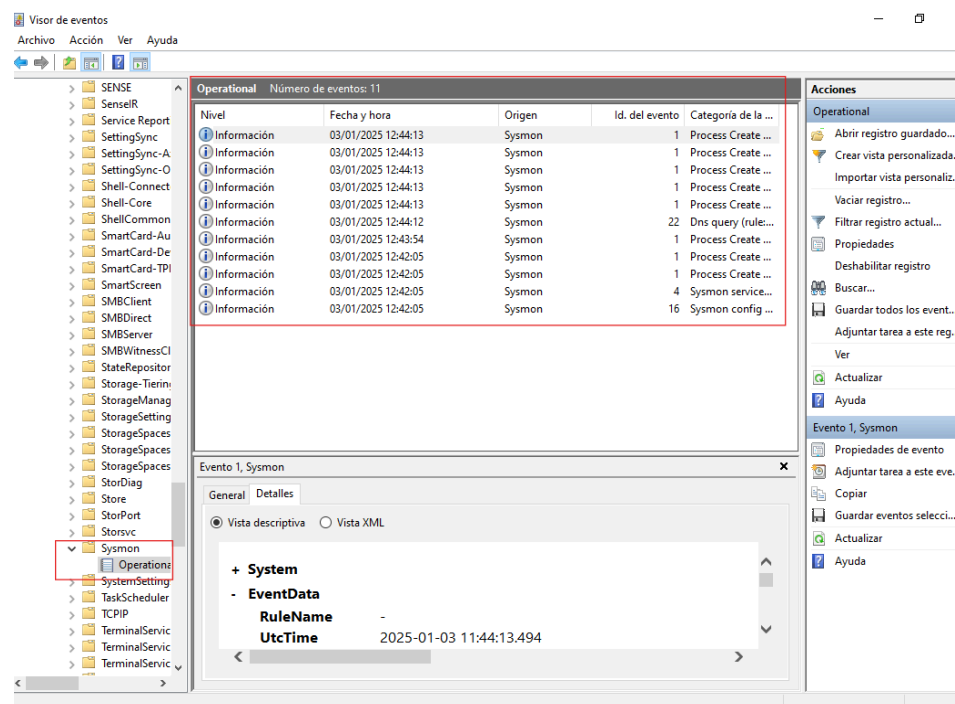 Visor de eventos
Archivo Acción Ver Ayuda
SENSE
SenseIR
Service Report
SettingSync
SettingSync-A
SettingSync-O
Shell-Connect
Shell-Core
ShellCommon
SmartCard-Au
SmartCard-De
SmartCard-TPI
SmartScreen
SMBClient
SMBDirect
SMBServer
SMBWitnessCl
StateRepositor
Storage-Tiering
StorageManag
StorageSetting
StorageSpaces
StorageSpaces
StorageSpaces
StorDiag
Store
StorPort
Storsvc
Sysmon
Operationa
SystemSetting
TaskScheduler
TCPIP
TerminalServic
TerminalServic
TerminalServic
Operational Número de eventos: 11
Nivel Fecha y hora Origen Id. del evento Categoría de la ...
Información 03/01/2025 12:44:13 Sysmon 1 Process Create ...
Información 03/01/2025 12:44:13 Sysmon 1 Process Create ...
Información 03/01/2025 12:44:13 Sysmon 1 Process Create ...
Información 03/01/2025 12:44:13 Sysmon 1 Process Create ...
Información 03/01/2025 12:44:13 Sysmon 1 Process Create ...
Información 03/01/2025 12:44:12 Sysmon 22 Dns query (rule:...
Información 03/01/2025 12:43:54 Sysmon 1 Process Create ...
Información 03/01/2025 12:42:05 Sysmon 1 Process Create ...
Información 03/01/2025 12:42:05 Sysmon 1 Process Create ...
Información 03/01/2025 12:42:05 Sysmon 4 Sysmon service...
Información 03/01/2025 12:42:05 Sysmon 16 Sysmon config ...
Evento 1, Sysmon
General Detalles
Vista descriptiva Vista XML
+ System
- EventData
RuleName -
UtcTime 2025-01-03 11:44:13.494
Acciones
Operational
Abrir registro guardado...
Crear vista personalizada.
Importar vista personaliz.
Vaciar registro...
Filtrar registro actual...
Propiedades
Deshabilitar registro
Buscar...
Guardar todos los event..
Adjuntar tarea a este reg.
Ver
Actualizar
Ayuda
Evento 1, Sysmon
Propiedades de evento
Adjuntar tarea a este eve.
Copiar
Guardar eventos selecci...
Actualizar
Ayuda